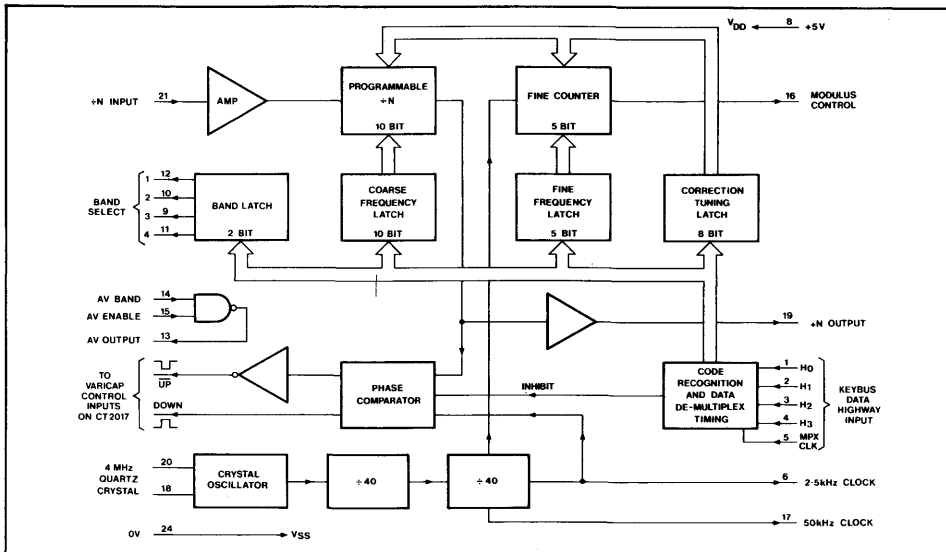 V_DD 8 +5V
÷N INPUT 21 AMP
PROGRAMMABLE
÷N
10 BIT
FINE COUNTER
5 BIT
16 MODULUS
CONTROL
BAND
SELECT
1 12
2 10
3 9
4 11
BAND LATCH
2 BIT
COARSE
FREQUENCY
LATCH
10 BIT
FINE
FREQUENCY
LATCH
5 BIT
CORRECTION
TUNING
LATCH
8 BIT
AV BAND 14
AV ENABLE 15
AV OUTPUT 13
19 ÷N OUTPUT
TO
VARICAP
CONTROL
INPUTS
ON CT2017
UP
DOWN
PHASE
COMPARATOR
INHIBIT
CODE
RECOGNITION
AND DATA
DE-MULTIPLEX
TIMING
1 H0
2 H1
3 H2
4 H3
5 MPX
CLK
KEYBUS
DATA
HIGHWAY
INPUT
4 MHz
QUARTZ
CRYSTAL
20
18
CRYSTAL
OSCILLATOR
÷40
÷40
6 2·5kHz CLOCK
17 50kHz CLOCK
0V 24 VSS